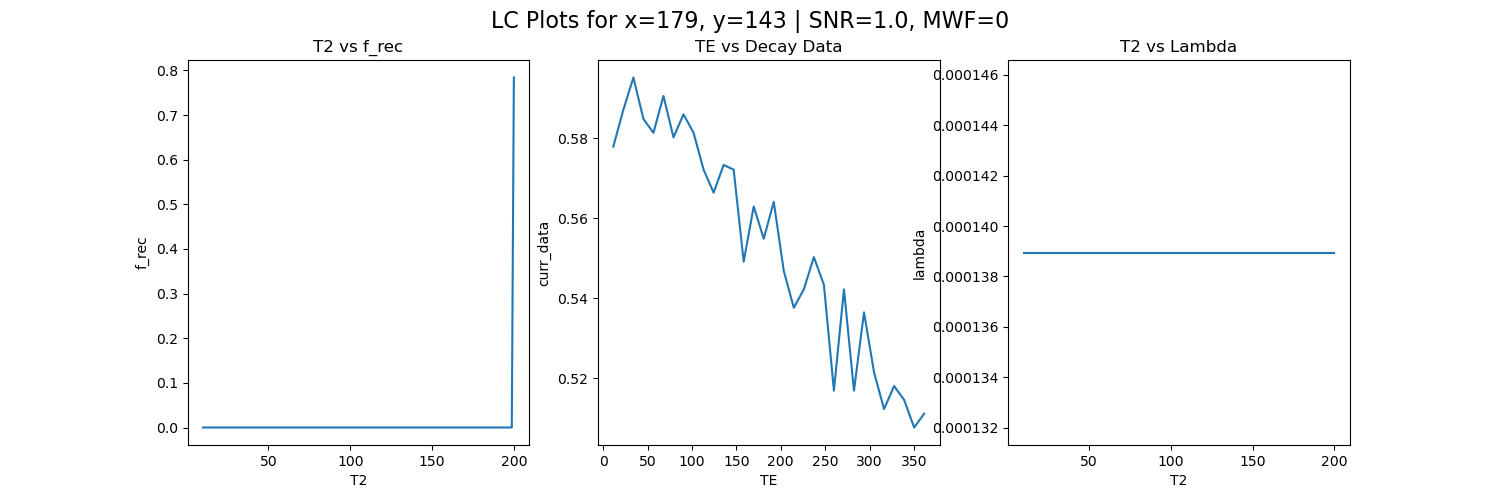 LC Plots for x=179, y=143 | SNR=1.0, MWF=0
T2 vs f_rec
0.8
0.7
0.6
0.5
0.4
0.3
0.2
0.1
0.0
f_rec
50 100 150 200
T2
TE vs Decay Data
0.58
0.56
0.54
0.52
curr_data
0 50 100 150 200 250 300 350
TE
T2 vs Lambda
0.000146
0.000144
0.000142
0.000140
0.000138
0.000136
0.000134
0.000132
lambda
50 100 150 200
T2